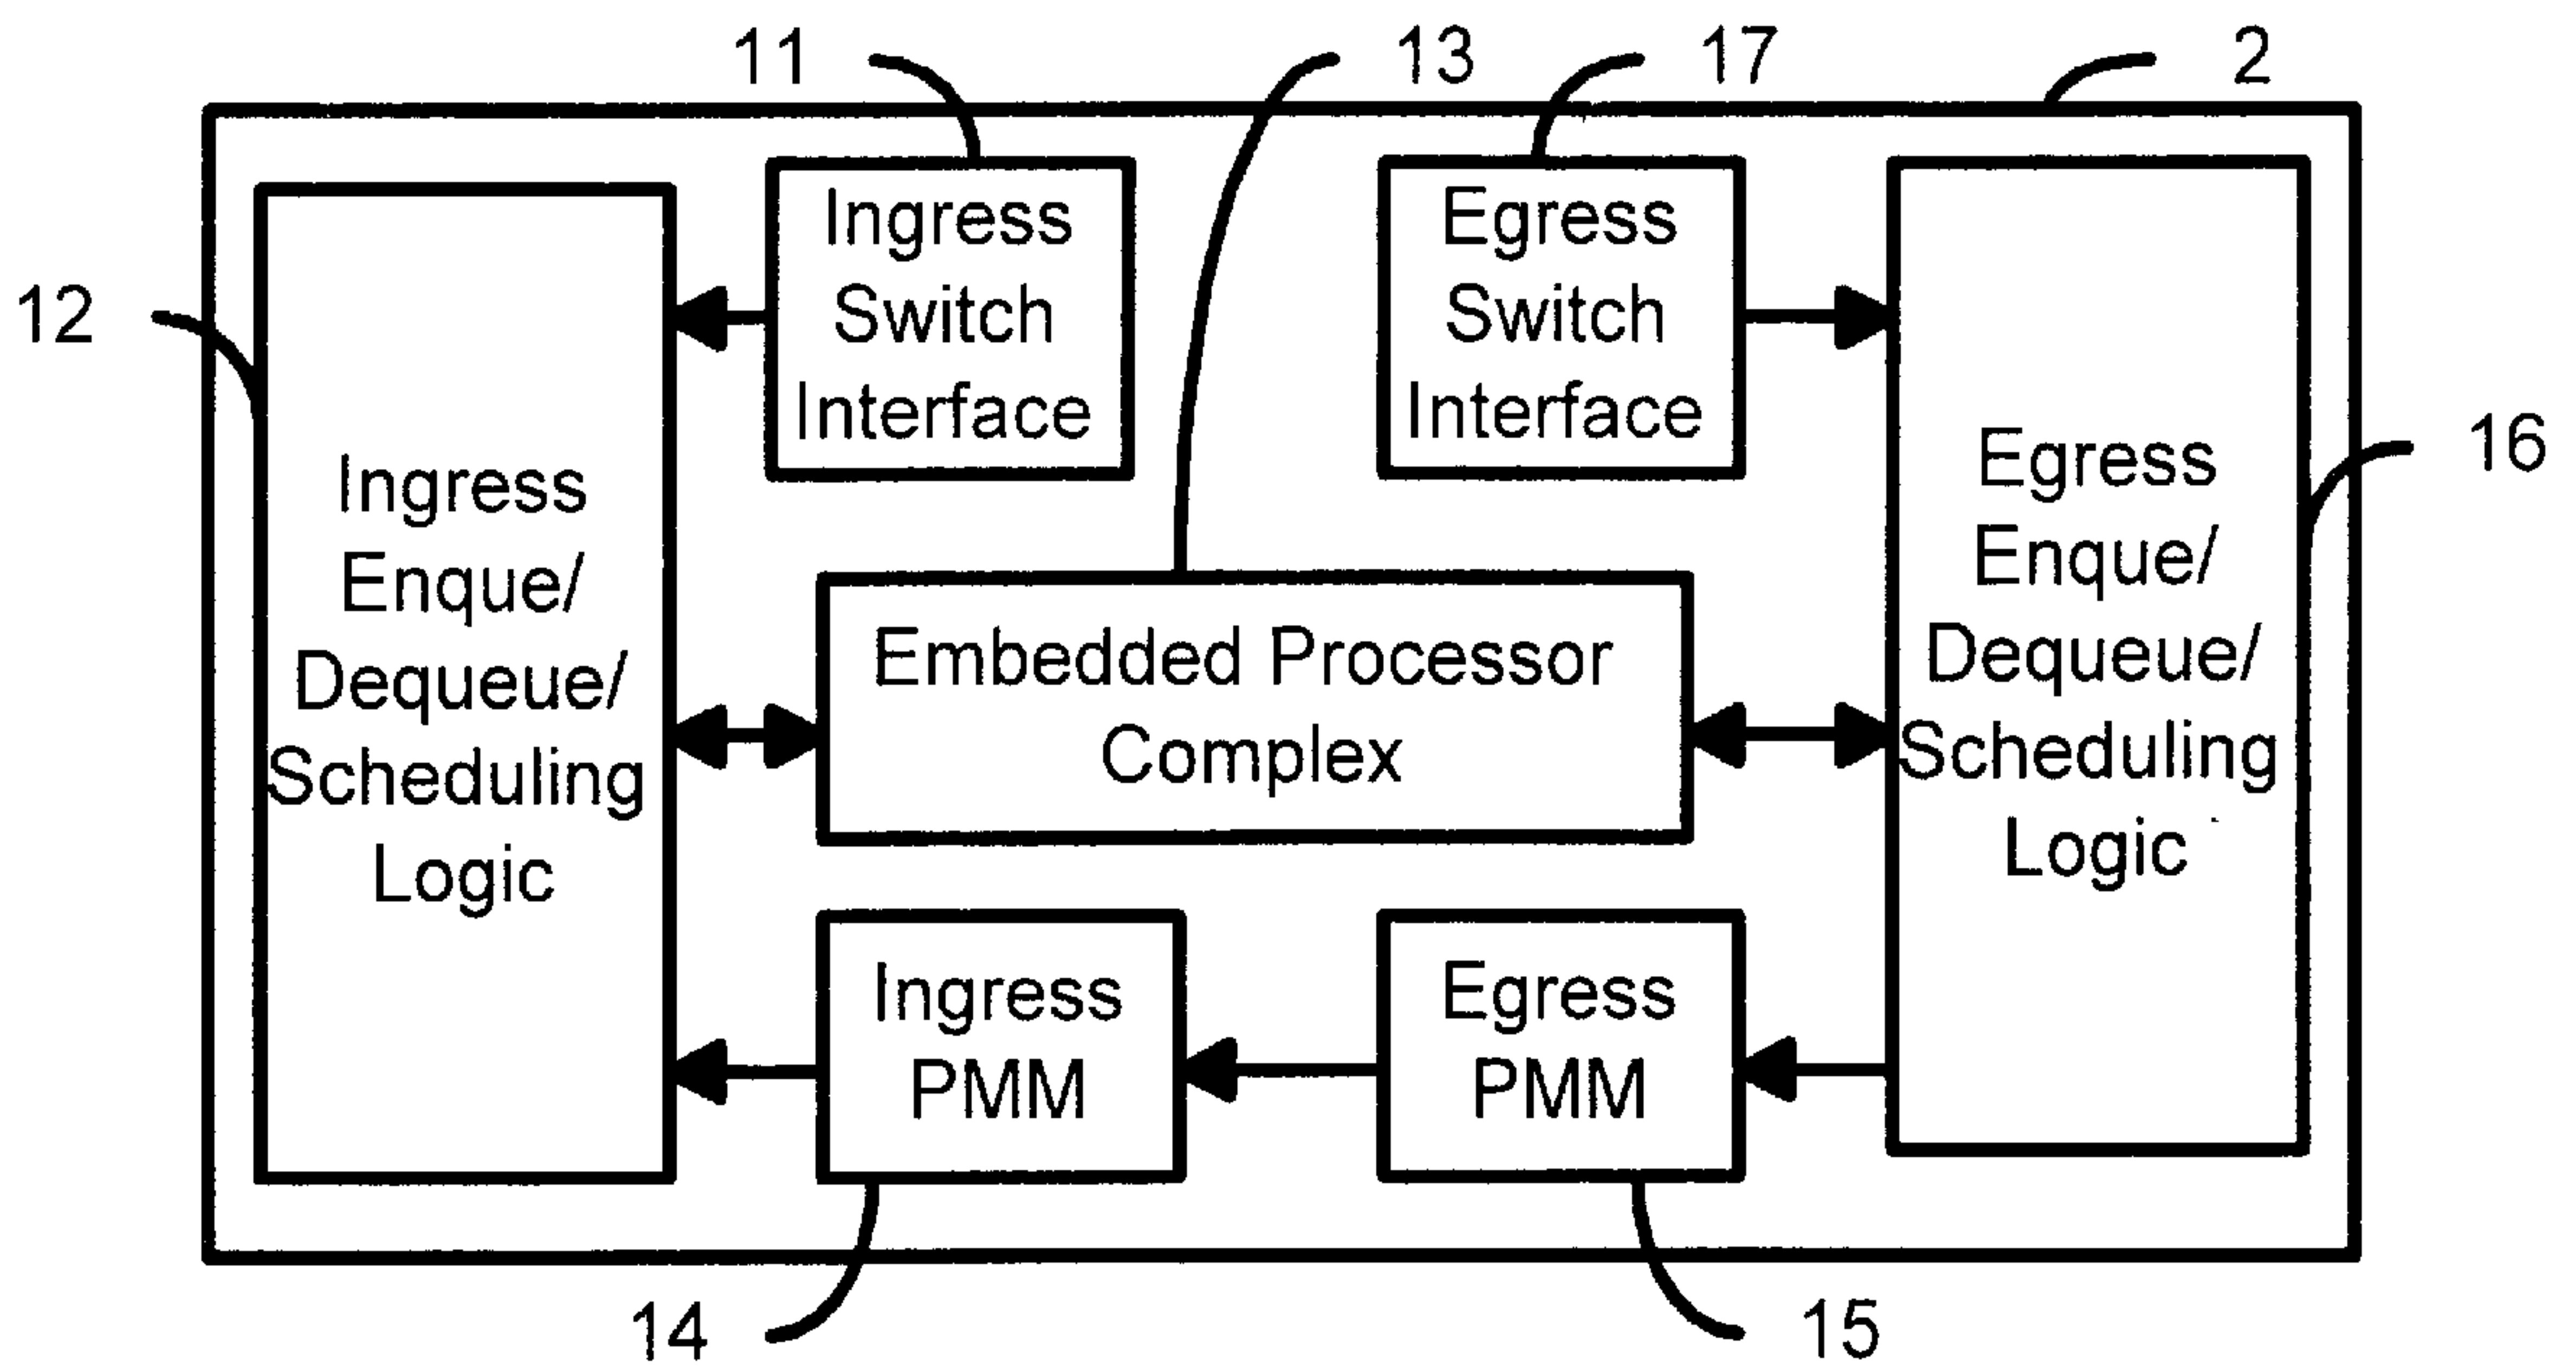 11
13
17
2
12
16
Ingress
Switch
Interface
Egress
Switch
Interface
Ingress
Enque/
Dequeue/
Scheduling
Logic
Embedded Processor
Complex
Egress
Enque/
Dequeue/
Scheduling
Logic
Ingress
PMM
Egress
PMM
14
15